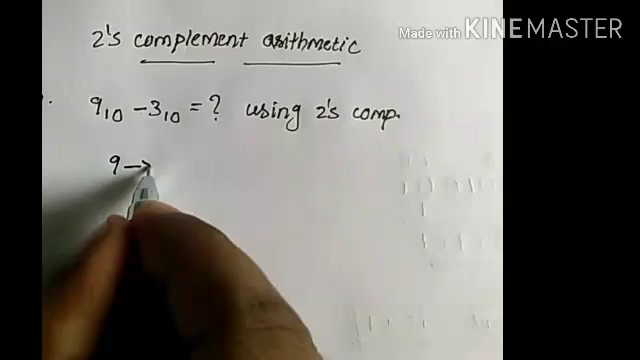 Made with KINEMASTER
2's complement arithmetic
9₁₀ - 3₁₀ = ? using 2's comp.
9 →